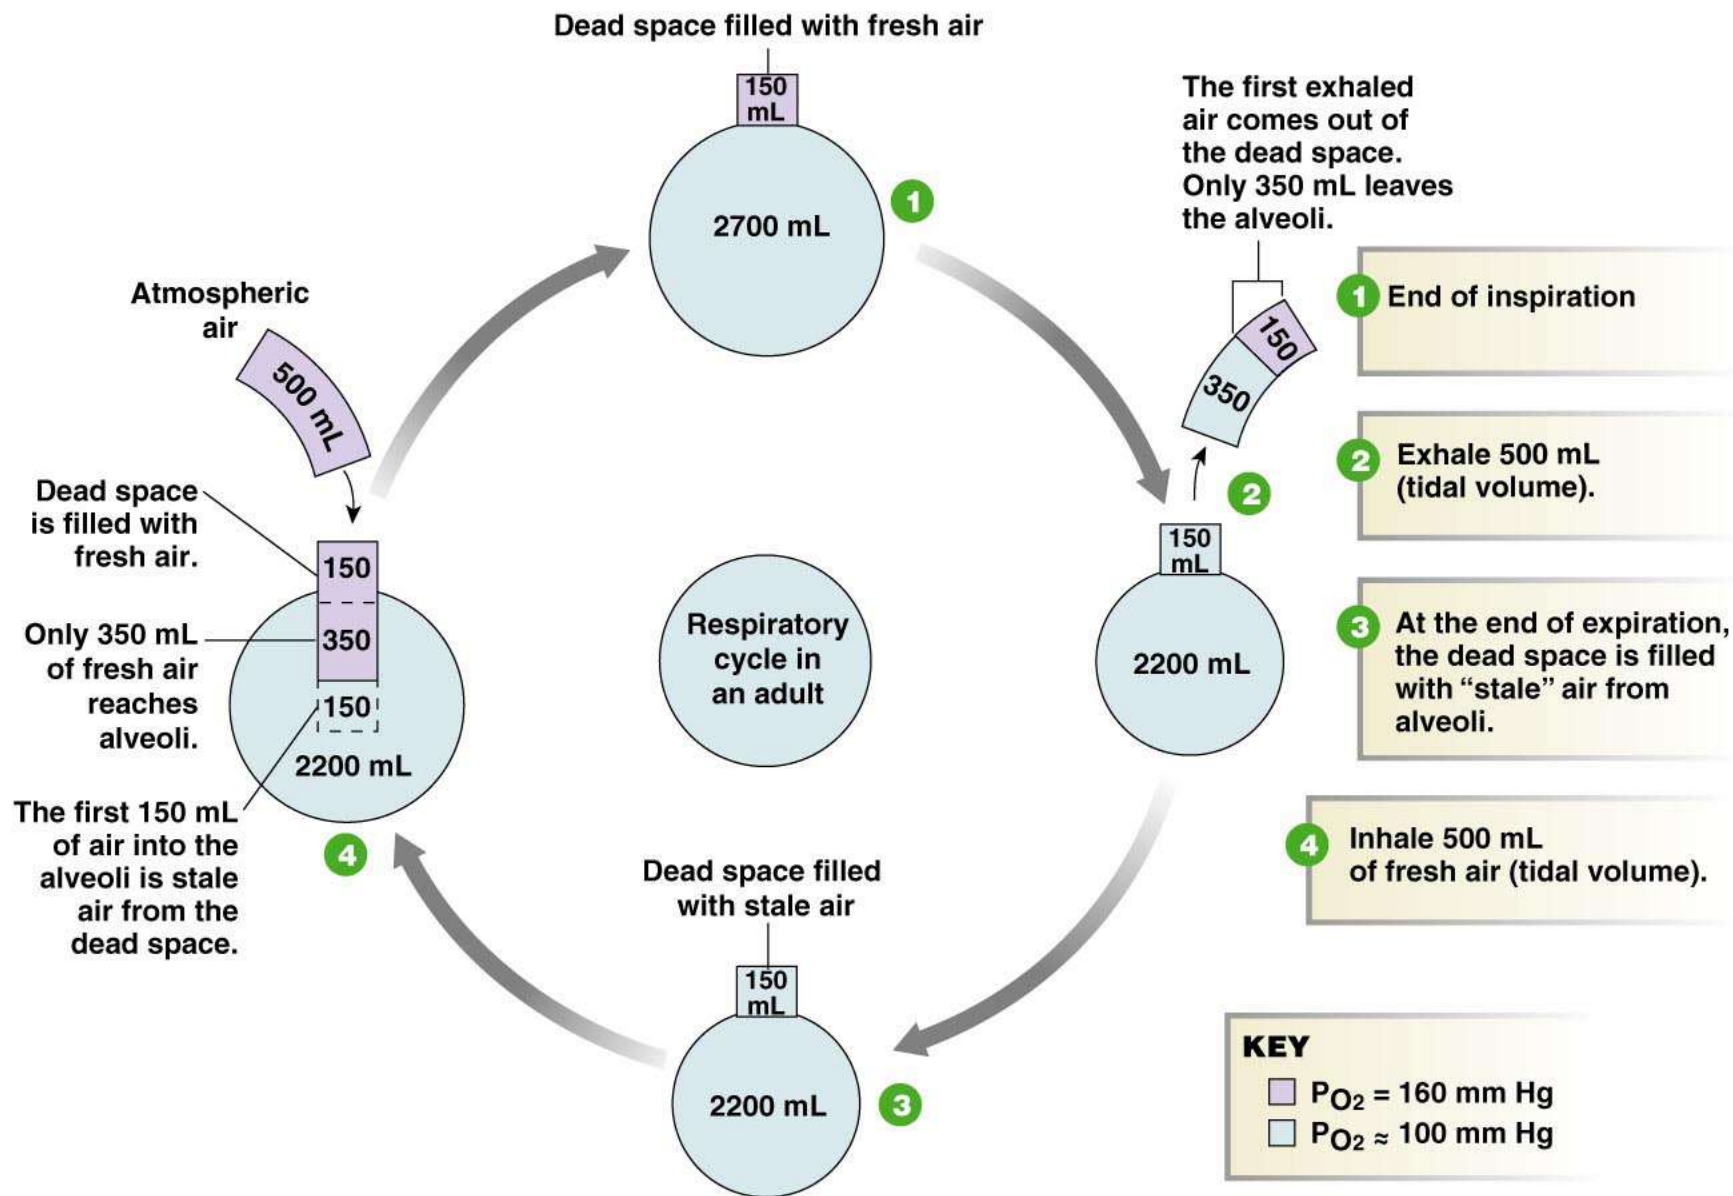 Dead space filled with fresh air
150
mL
2700 mL
1
The first exhaled
air comes out of
the dead space.
Only 350 mL leaves
the alveoli.
150
350
2
150
mL
2200 mL
Atmospheric
air
500 mL
Dead space
is filled with
fresh air.
Only 350 mL
of fresh air
reaches
alveoli.
The first 150 mL
of air into the
alveoli is stale
air from the
dead space.
150
350
150
2200 mL
4
Respiratory
cycle in
an adult
Dead space filled
with stale air
150
mL
2200 mL
3
1 End of inspiration
2 Exhale 500 mL
(tidal volume).
3 At the end of expiration,
the dead space is filled
with “stale” air from
alveoli.
4 Inhale 500 mL
of fresh air (tidal volume).
KEY
PO2 = 160 mm Hg
PO2 ≈ 100 mm Hg